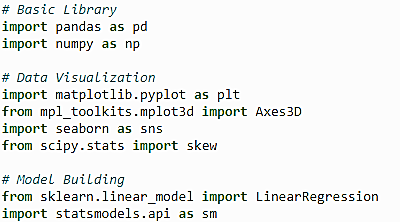 # Basic Library
import pandas as pd
import numpy as np

# Data Visualization
import matplotlib.pyplot as plt
from mpl_toolkits.mplot3d import Axes3D
import seaborn as sns
from scipy.stats import skew

# Model Building
from sklearn.linear_model import LinearRegression
import statsmodels.api as sm